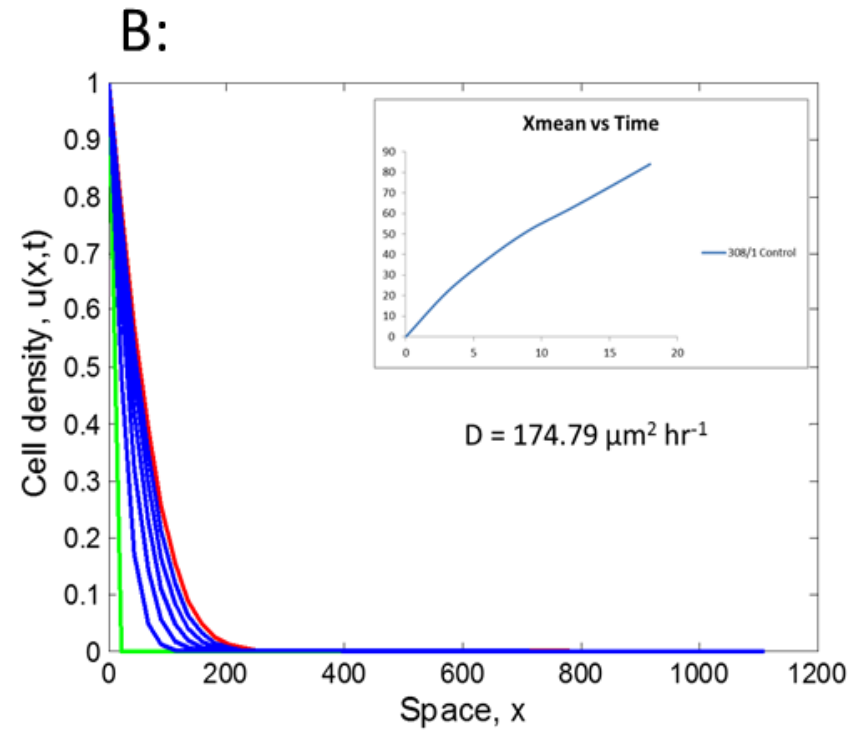 B:
1
0.9
0.8
0.7
0.6
0.5
0.4
0.3
0.2
0.1
0
Cell density, u(x,t)
0 200 400 600 800 1000 1200
Space, x
Xmean vs Time
90
80
70
60
50
40
30
20
10
0
0 5 10 15 20
308/1 Control
D = 174.79 µm² hr⁻¹